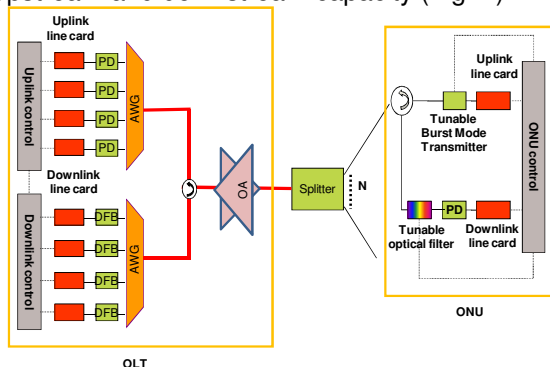 Uplink
line card
Uplink control
PD
PD
PD
PD
AWG
Downlink
line card
Downlink control
DFB
DFB
DFB
DFB
AWG
OA
Splitter
N
Uplink
line card
Tunable
Burst Mode
Transmitter
ONU control
PD
Tunable
optical filter
Downlink
line card
ONU
OLT